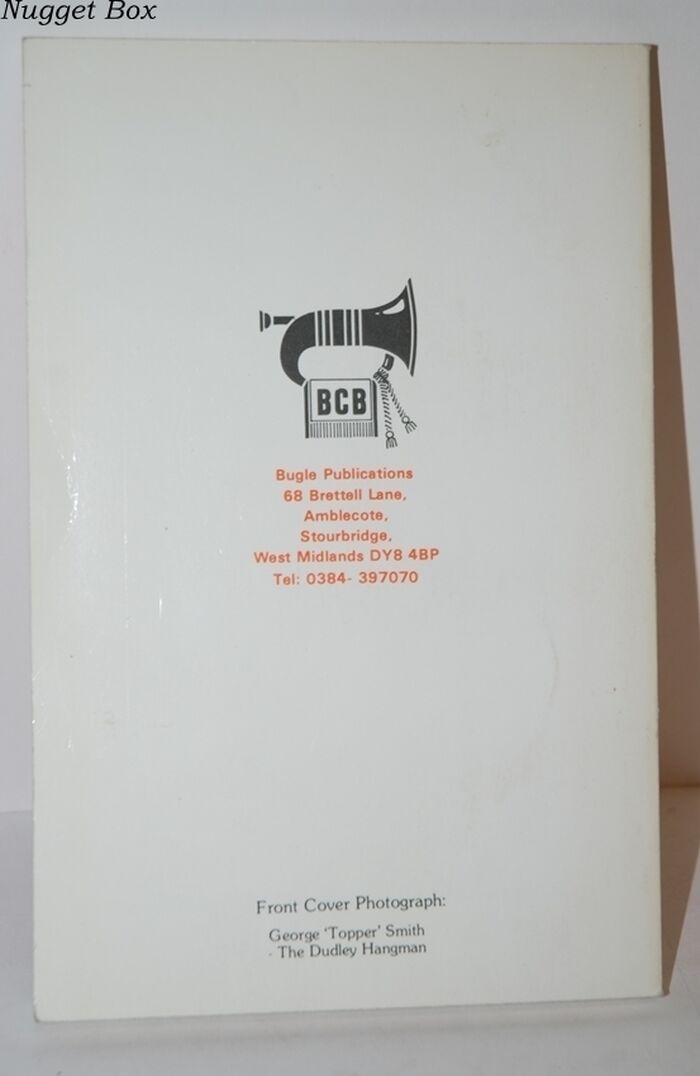 Nugget Box
BCB
Bugle Publications
68 Brettell Lane,
Amblecote,
Stourbridge,
West Midlands DY8 4BP
Tel: 0384- 397070
Front Cover Photograph:
George 'Topper' Smith
- The Dudley Hangman